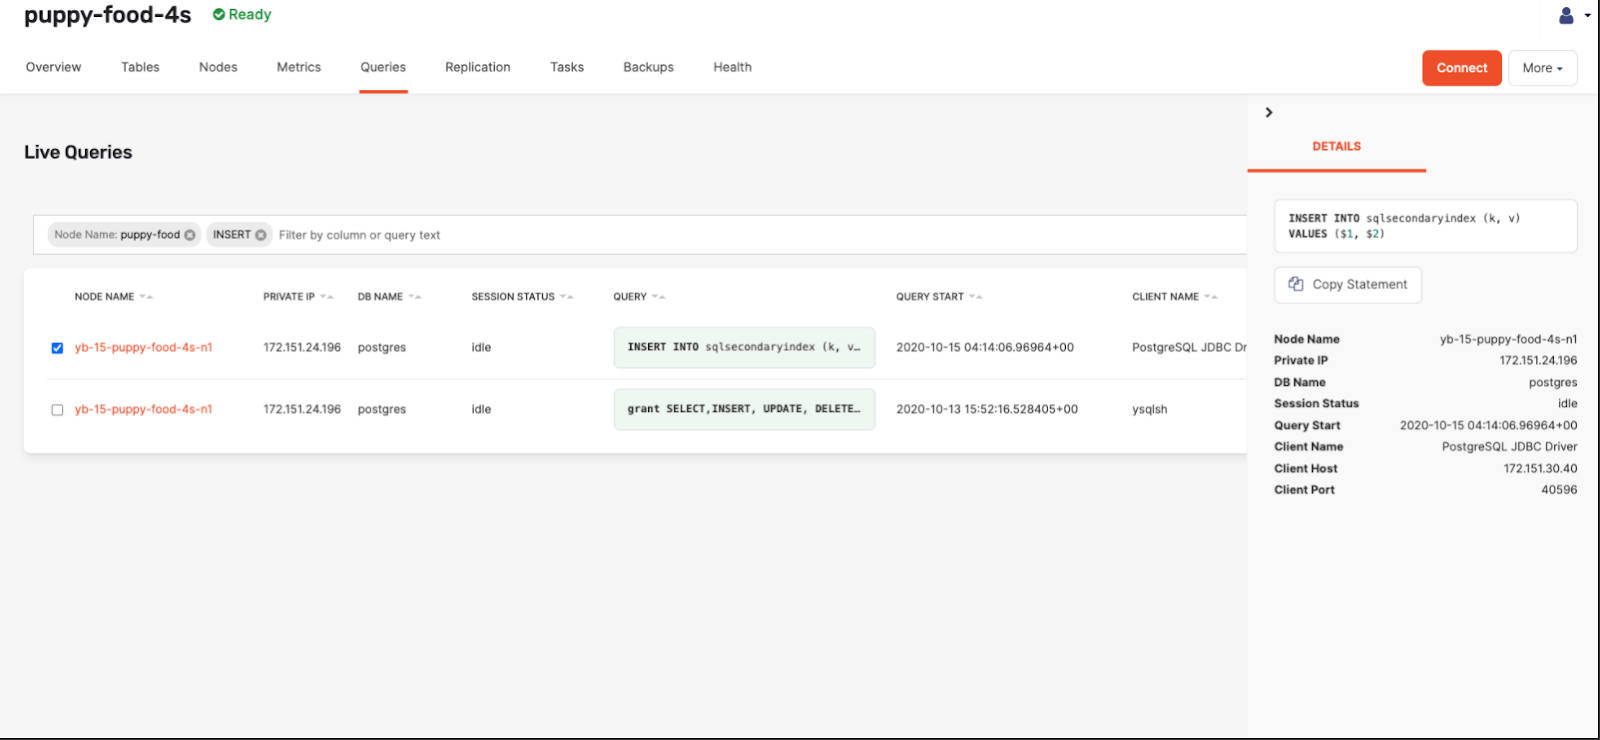 puppy-food-4s Ready
Overview Tables Nodes Metrics Queries Replication Tasks Backups Health Connect More
DETAILS
Live Queries
INSERT INTO sqlsecondaryindex (k, v)
VALUES ($1, $2)
Node Name: puppy-food INSERT Filter by column or query text
Copy Statement
NODE NAME PRIVATE IP DB NAME SESSION STATUS QUERY QUERY START CLIENT NAME
yb-15-puppy-food-4s-n1 172.151.24.196 postgres idle INSERT INTO sqlsecondaryindex (k, v… 2020-10-15 04:14:06.96964+00 PostgreSQL JDBC Dr
yb-15-puppy-food-4s-n1 172.151.24.196 postgres idle grant SELECT,INSERT, UPDATE, DELETE… 2020-10-13 15:52:16.528405+00 ysqlsh
Node Name yb-15-puppy-food-4s-n1
Private IP 172.151.24.196
DB Name postgres
Session Status idle
Query Start 2020-10-15 04:14:06.96964+00
Client Name PostgreSQL JDBC Driver
Client Host 172.151.30.40
Client Port 40596